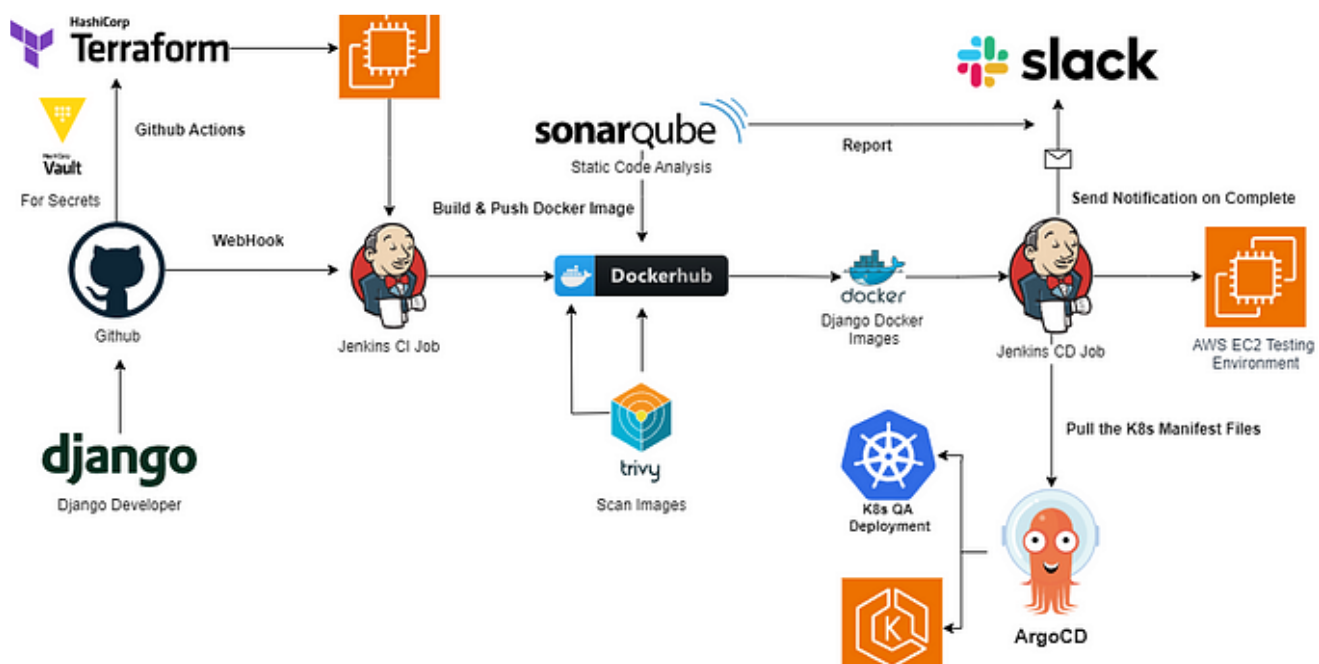 HashiCorp
Terraform
slack
Github Actions
HashiCorp
Vault
For Secrets
sonarqube
Static Code Analysis
Report
Send Notification on Complete
Build & Push Docker Image
WebHook
Github
Jenkins CI Job
Dockerhub
docker
Django Docker
Images
Jenkins CD Job
AWS EC2 Testing
Environment
django
Django Developer
trivy
Scan Images
Pull the K8s Manifest Files
K8s QA
Deployment
K
ArgoCD